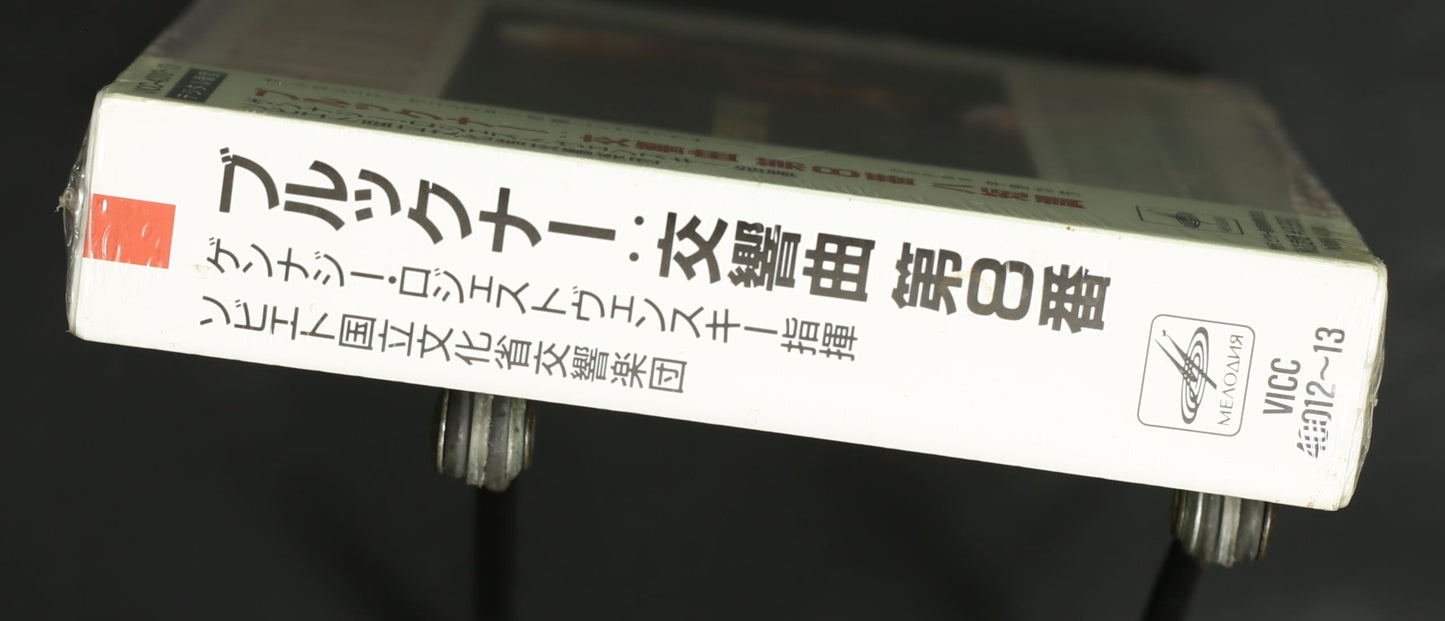 ブルックナー：交響曲 第8番
ゲンナジー・ロジェストヴェンスキー指揮
ソビエト国立文化省交響楽団
МЕЛОДИЯ
VICC
40012~13